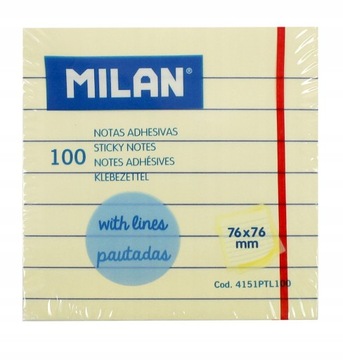 MILAN®
100
NOTAS ADHESIVAS
STICKY NOTES
NOTES ADHÉSIVES
KLEBEZETTEL
with lines
pautadas
76x76
mm
Cod. 4151PTL100